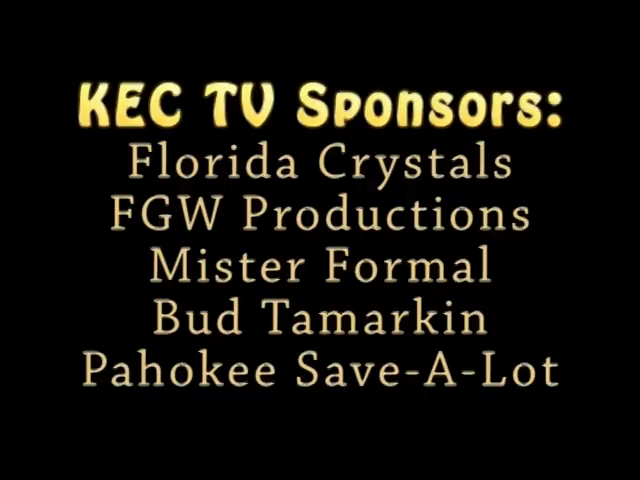 KEC TV Sponsors:
Florida Crystals
FGW Productions
Mister Formal
Bud Tamarkin
Pahokee Save-A-Lot